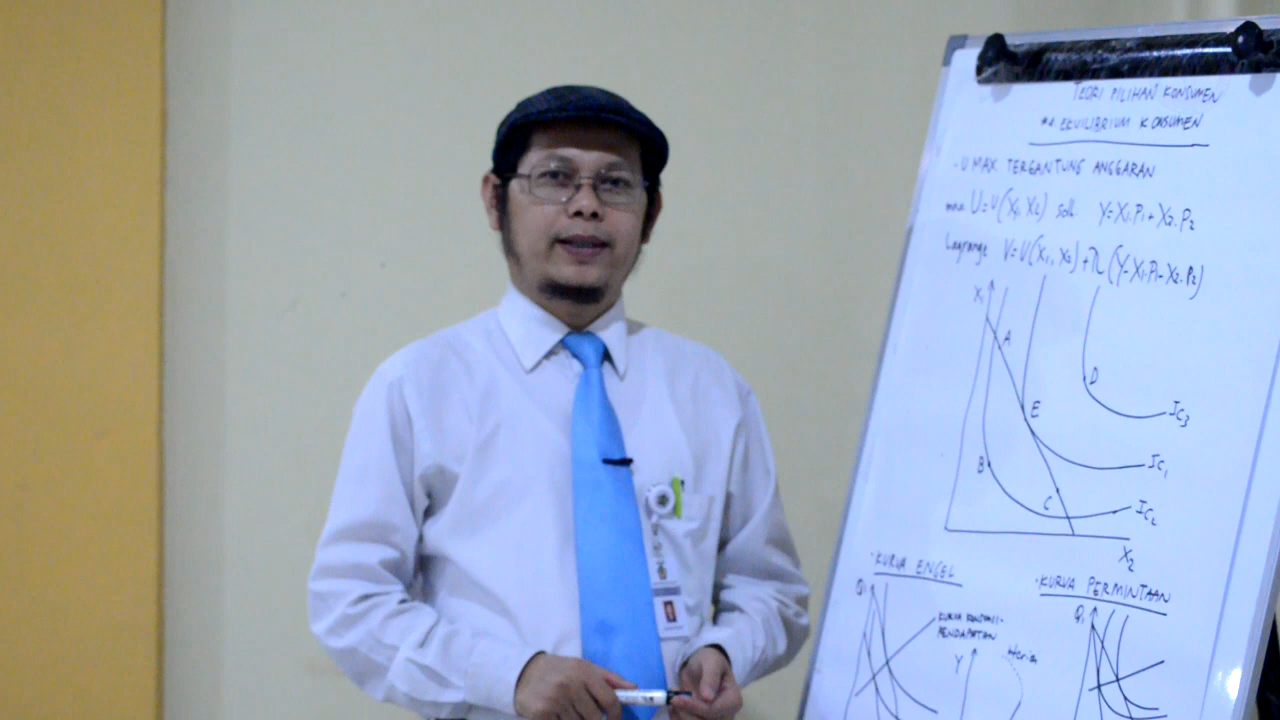 TEORI PILIHAN KONSUMEN
EKUILIBRIUM KONSUMEN
- U MAX TERGANTUNG ANGGARAN
max U=U(X1, X2) Y=X1.P1+X2.P2
Lagrange V=U(X1, X2)+λ(Y-X1.P1-X2.P2)
X1
A
D
E
IC3
B
IC1
C
IC2
X2
• KURVA ENGEL
• KURVA PERMINTAAN
Q1
KURVA KONSUMSI-
PENDAPATAN
Y
Q1